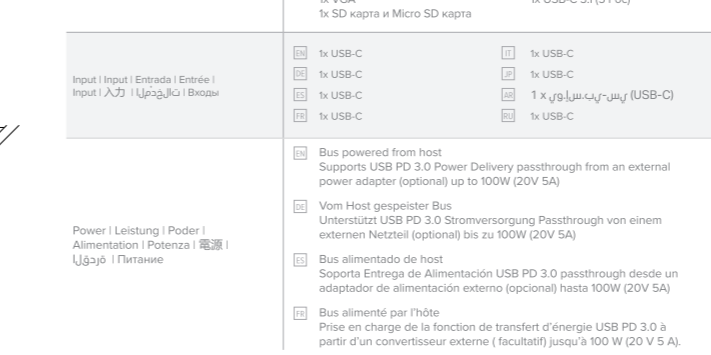 1x SD карта и Micro SD карта
Input | Input | Entrada | Entrée |
Input | 入力 | | Входы
EN 1x USB-C
DE 1x USB-C
ES 1x USB-C
FR 1x USB-C
IT 1x USB-C
JP 1x USB-C
AR 1 x (USB-C)
RU 1x USB-C
Power | Leistung | Poder |
Alimentation | Potenza | 電源 |
| Питание
EN Bus powered from host
Supports USB PD 3.0 Power Delivery passthrough from an external
power adapter (optional) up to 100W (20V 5A)
DE Vom Host gespeister Bus
Unterstützt USB PD 3.0 Stromversorgung Passthrough von einem
externen Netzteil (optional) bis zu 100W (20V 5A)
ES Bus alimentado de host
Soporta Entrega de Alimentación USB PD 3.0 passthrough desde un
adaptador de alimentación externo (opcional) hasta 100W (20V 5A)
FR Bus alimenté par l'hôte
Prise en charge de la fonction de transfert d'énergie USB PD 3.0 à
partir d'un convertisseur externe ( facultatif) jusqu'à 100 W (20 V 5 A).